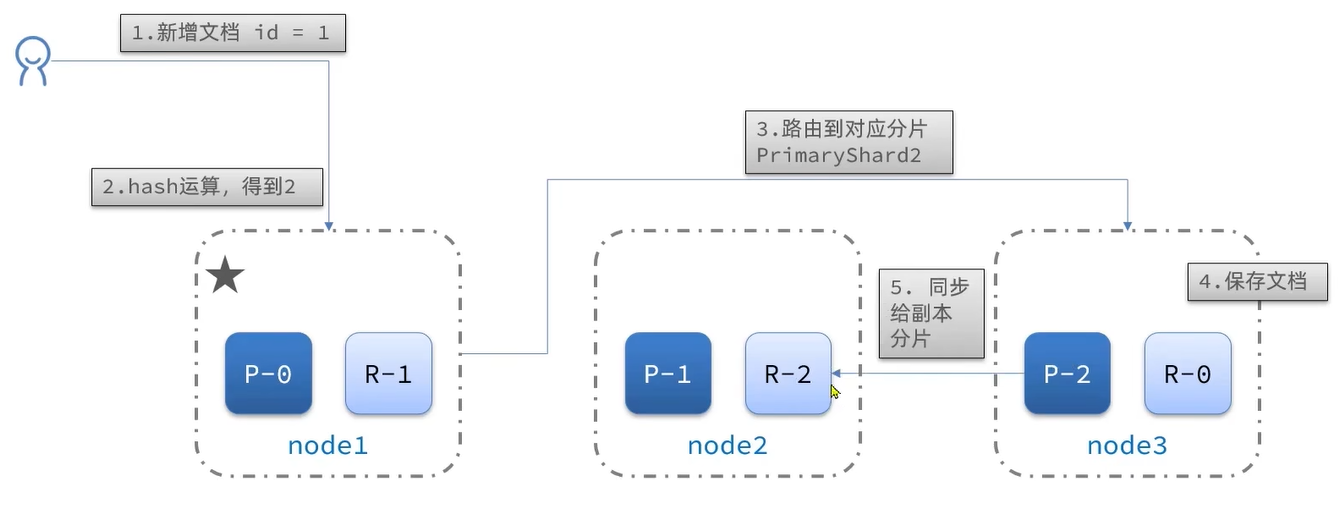 1.新增文档 id = 1
2.hash运算，得到2
3.路由到对应分片
PrimaryShard2
4.保存文档
5. 同步
给副本
分片
P-0
R-1
node1
P-1
R-2
node2
P-2
R-0
node3